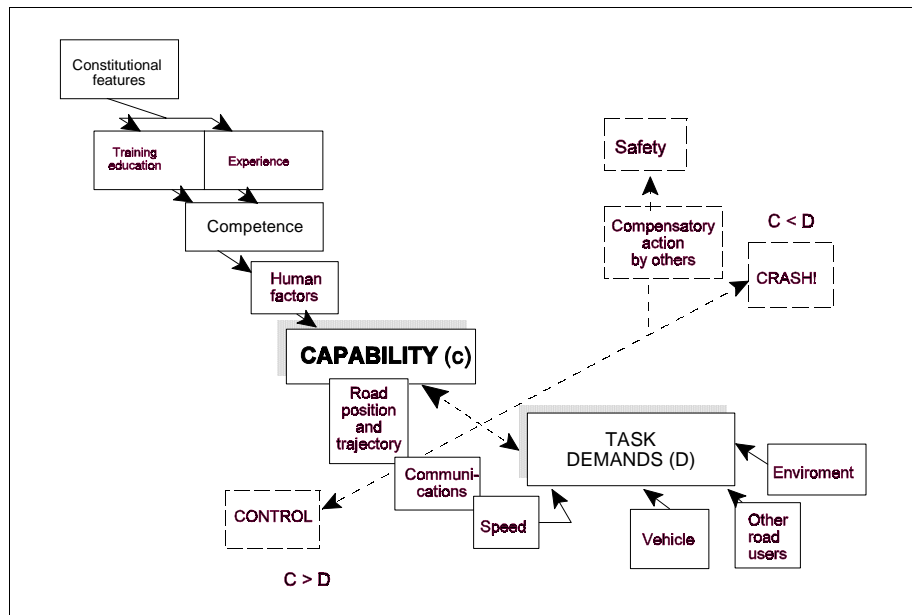 Constitutional
features
Training
education
Experience
Competence
Human
factors
CAPABILITY (c)
Road
position
and
trajectory
Communi-
cations
Speed
CONTROL
C > D
Safety
Compensatory
action
by others
C < D
CRASH!
TASK
DEMANDS (D)
Enviroment
Vehicle
Other
road
users